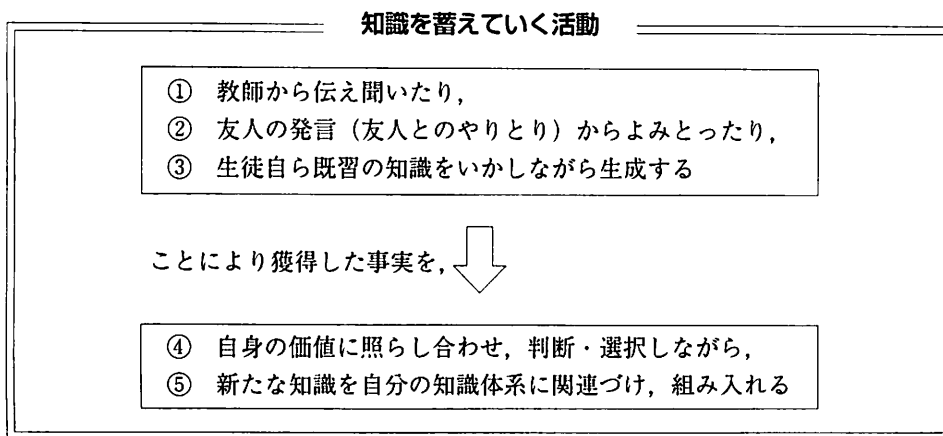 知識を蓄えていく活動
① 教師から伝え聞いたり，
② 友人の発言（友人とのやりとり）からよみとったり，
③ 生徒自ら既習の知識をいかしながら生成する
ことにより獲得した事実を，
④ 自身の価値に照らし合わせ，判断・選択しながら，
⑤ 新たな知識を自分の知識体系に関連づけ，組み入れる